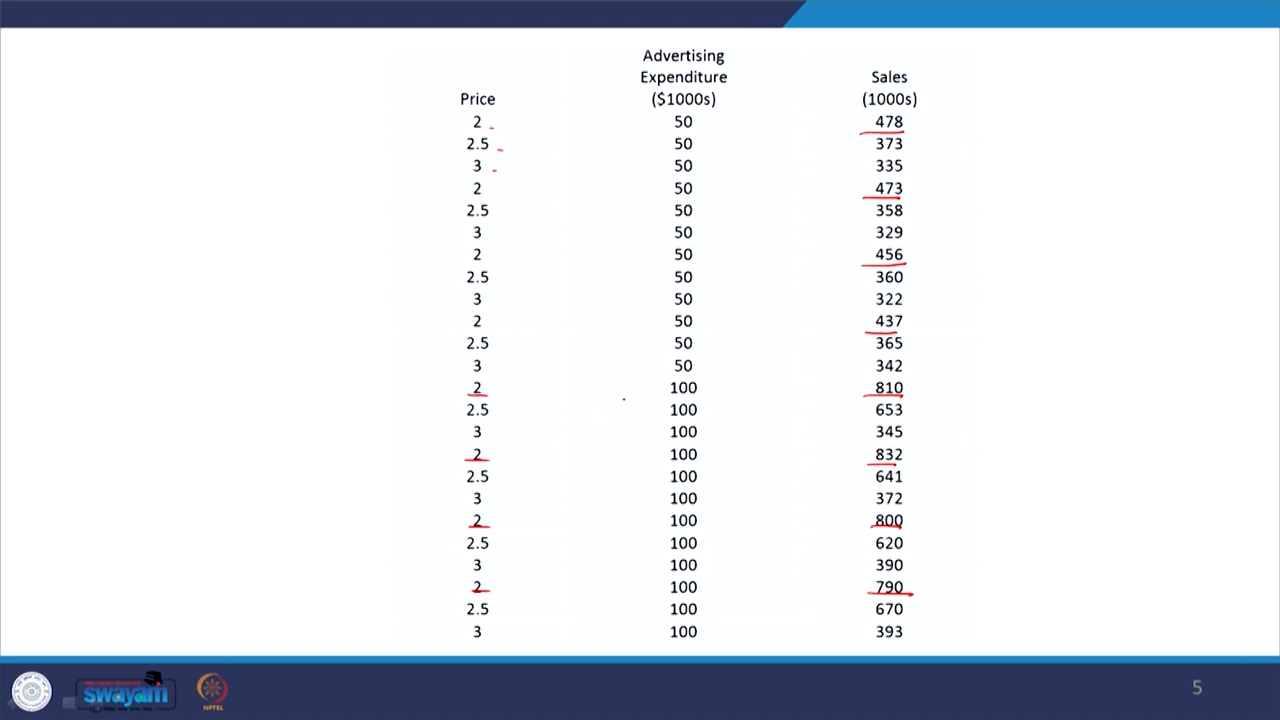 Advertising
Expenditure Sales
Price ($1000s) (1000s)
2 50 478
2.5 50 373
3 50 335
2 50 473
2.5 50 358
3 50 329
2 50 456
2.5 50 360
3 50 322
2 50 437
2.5 50 365
3 50 342
2 100 810
2.5 100 653
3 100 345
2 100 832
2.5 100 641
3 100 372
2 100 800
2.5 100 620
3 100 390
2 100 790
2.5 100 670
3 100 393
swayam
NPTEL
5